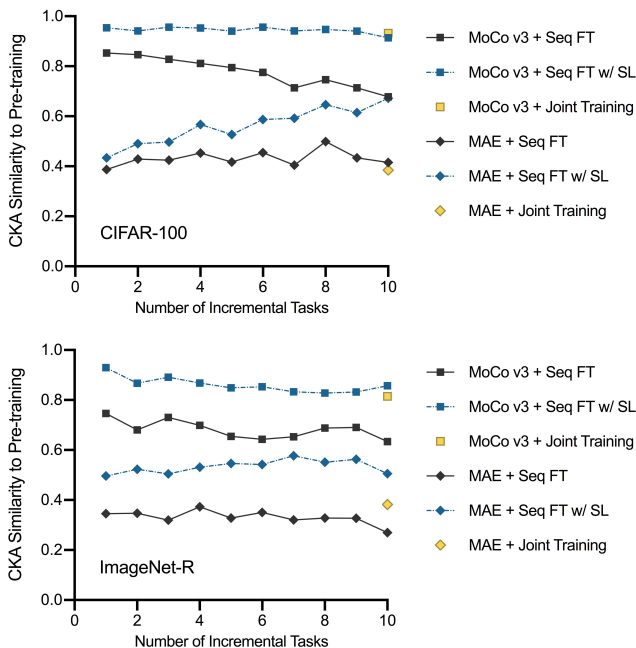 1.0
0.8
0.6
0.4
0.2
0.0
CKA Similarity to Pre-training
CIFAR-100
0 2 4 6 8 10
Number of Incremental Tasks
MoCo v3 + Seq FT
MoCo v3 + Seq FT w/ SL
MoCo v3 + Joint Training
MAE + Seq FT
MAE + Seq FT w/ SL
MAE + Joint Training
1.0
0.8
0.6
0.4
0.2
0.0
CKA Similarity to Pre-training
ImageNet-R
0 2 4 6 8 10
Number of Incremental Tasks
MoCo v3 + Seq FT
MoCo v3 + Seq FT w/ SL
MoCo v3 + Joint Training
MAE + Seq FT
MAE + Seq FT w/ SL
MAE + Joint Training